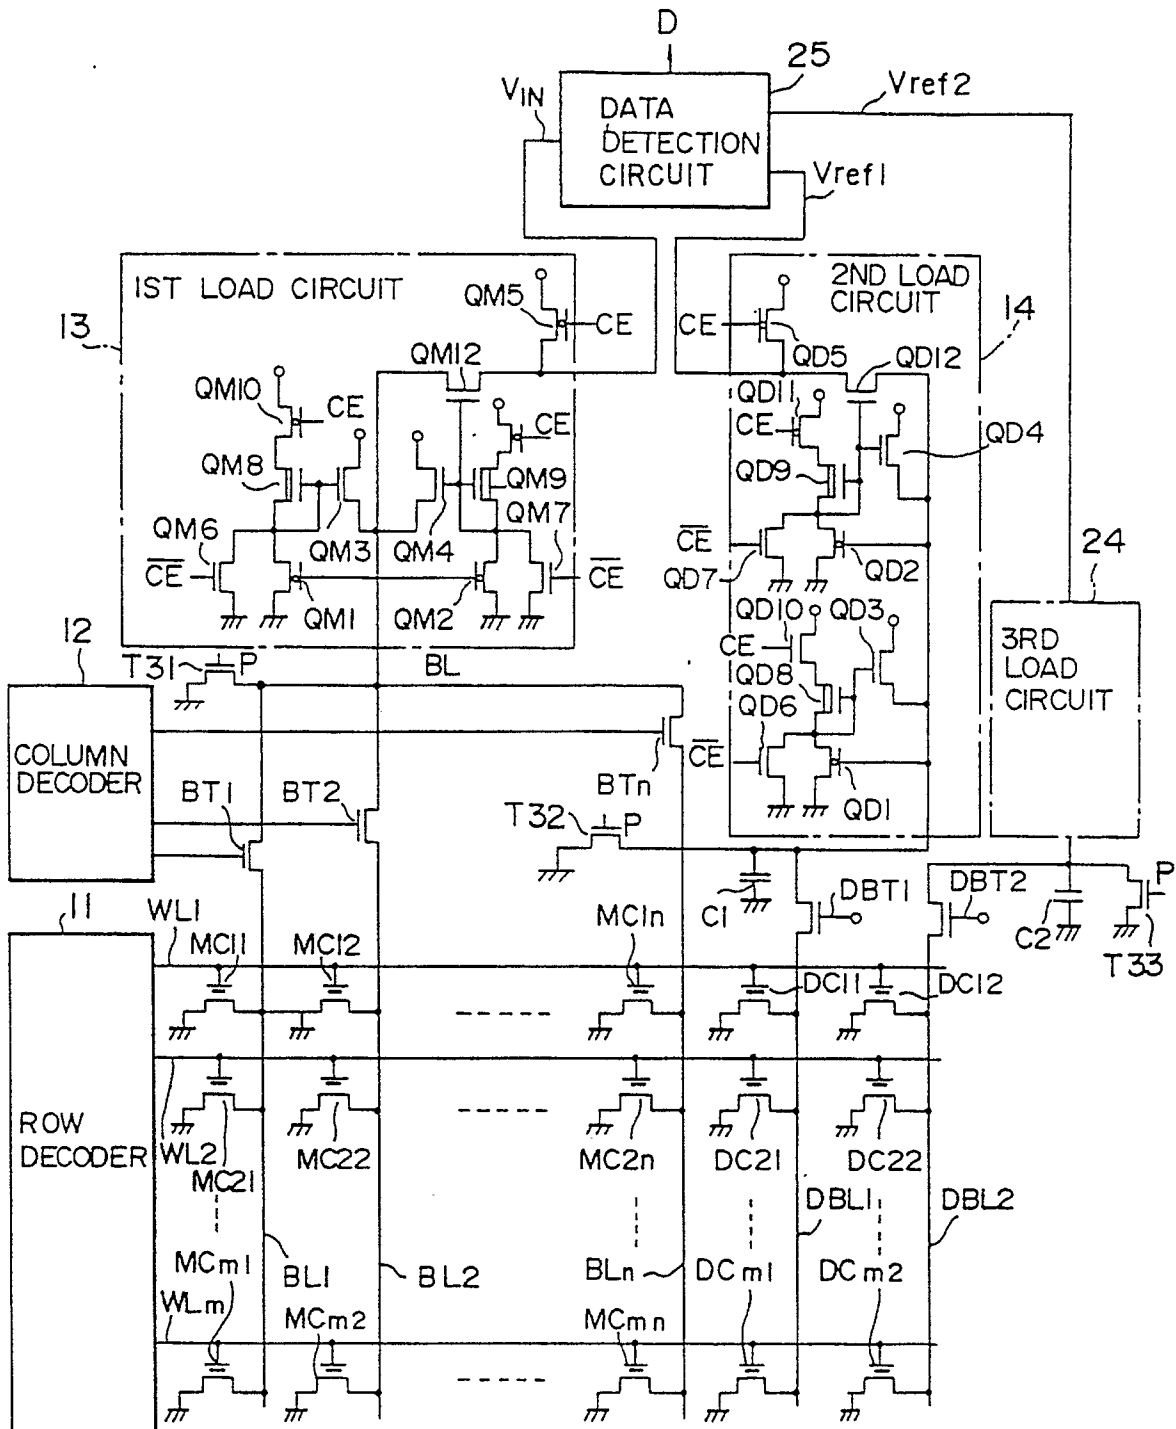 D
25
VIN
Vref2
DATA
DETECTION
CIRCUIT
Vref1
1ST LOAD CIRCUIT
QM5
CE
2ND LOAD
CIRCUIT
13
14
CE
QM12
QD5
QD12
QM10
CE
CE
QD11
CE
QD4
QM8
QM9
QD9
QM6
QM7
QM3
QM4
CE
CE
CE
QD7
QD2
24
QM1
QM2
QD10
QD3
12
T31
P
BL
CE
QD8
3RD
LOAD
CIRCUIT
QD6
COLUMN
DECODER
CE
BT1
BT2
BTn
QD1
T32
P
11
C1
DBT1
DBT2
P
WL1
MC11
MC12
MC1n
C2
T33
DC11
DC12
ROW
DECODER
WL2
MC21
MC22
MC2n
DC21
DC22
DBL1
DBL2
MCm1
BL1
BL2
BLn
DCm1
DCm2
WLm
MCm2
MCmn